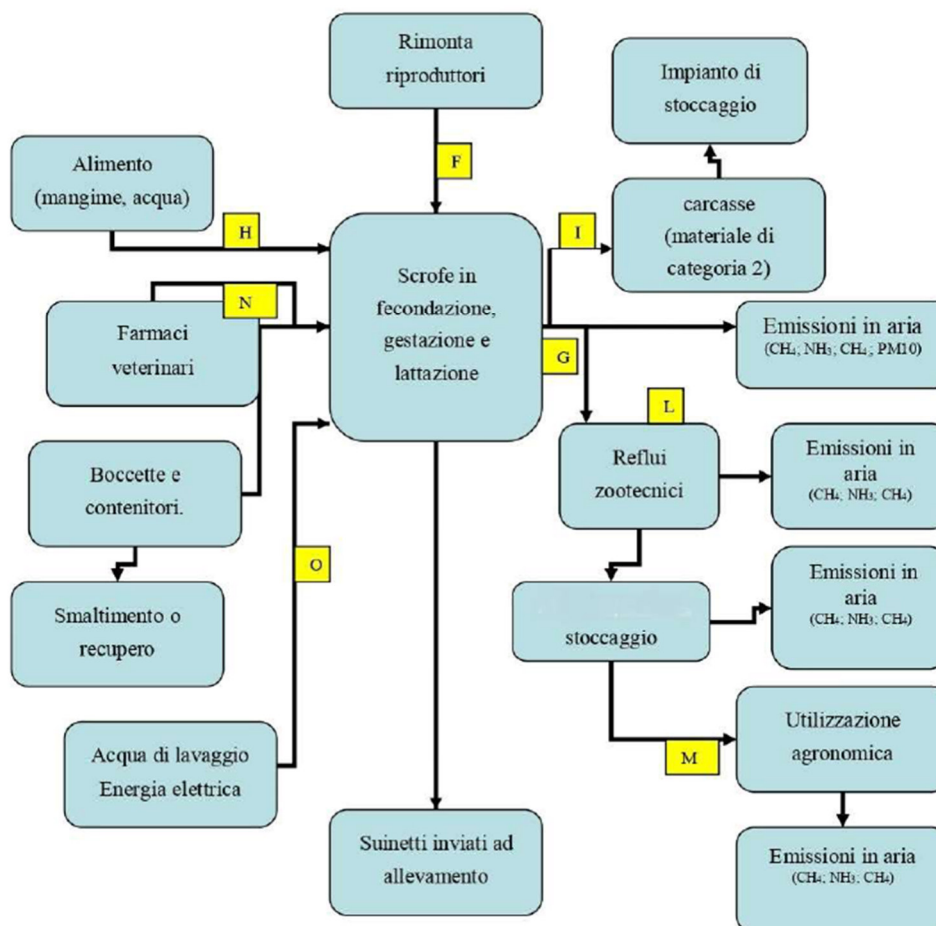 Rimonta
riproduttori
Impianto di
stoccaggio
Alimento
(mangime, acqua)
F
H
I
carcasse
(materiale di
categoria 2)
Scrofe in
fecondazione,
gestazione e
lattazione
N
Farmaci
veterinari
G
Emissioni in aria
(CH₄; NH₃; CH₄; PM10)
L
Reflui
zootecnici
Emissioni in
aria
(CH₄; NH₃; CH₄)
Boccette e
contenitori.
O
Smaltimento o
recupero
stoccaggio
Emissioni in
aria
(CH₄; NH₃; CH₄)
Acqua di lavaggio
Energia elettrica
M
Utilizzazione
agronomica
Suinetti inviati ad
allevamento
Emissioni in aria
(CH₄; NH₃; CH₄)